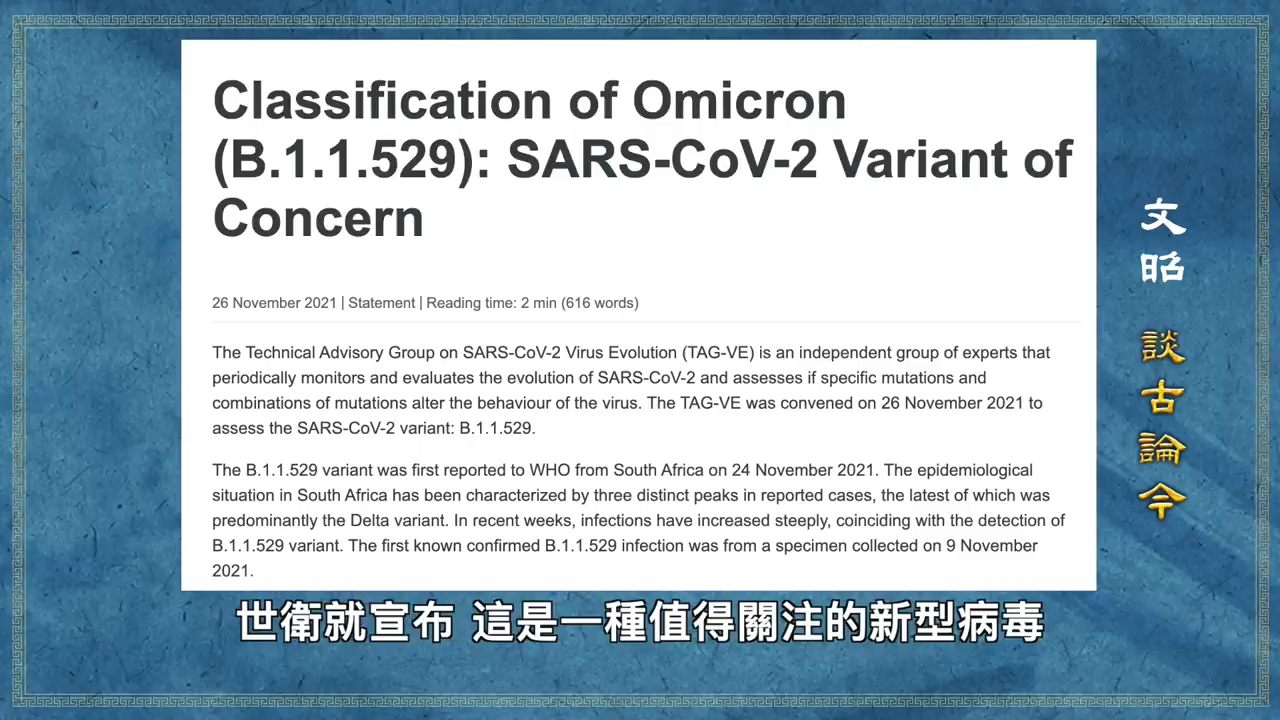 Classification of Omicron
(B.1.1.529): SARS-CoV-2 Variant of
Concern
26 November 2021 | Statement | Reading time: 2 min (616 words)
The Technical Advisory Group on SARS-CoV-2 Virus Evolution (TAG-VE) is an independent group of experts that
periodically monitors and evaluates the evolution of SARS-CoV-2 and assesses if specific mutations and
combinations of mutations alter the behaviour of the virus. The TAG-VE was convened on 26 November 2021 to
assess the SARS-CoV-2 variant: B.1.1.529.
The B.1.1.529 variant was first reported to WHO from South Africa on 24 November 2021. The epidemiological
situation in South Africa has been characterized by three distinct peaks in reported cases, the latest of which was
predominantly the Delta variant. In recent weeks, infections have increased steeply, coinciding with the detection of
B.1.1.529 variant. The first known confirmed B.1.1.529 infection was from a specimen collected on 9 November
2021.
世衛就宣布 這是一種值得關注的新型病毒
文昭 談古論今